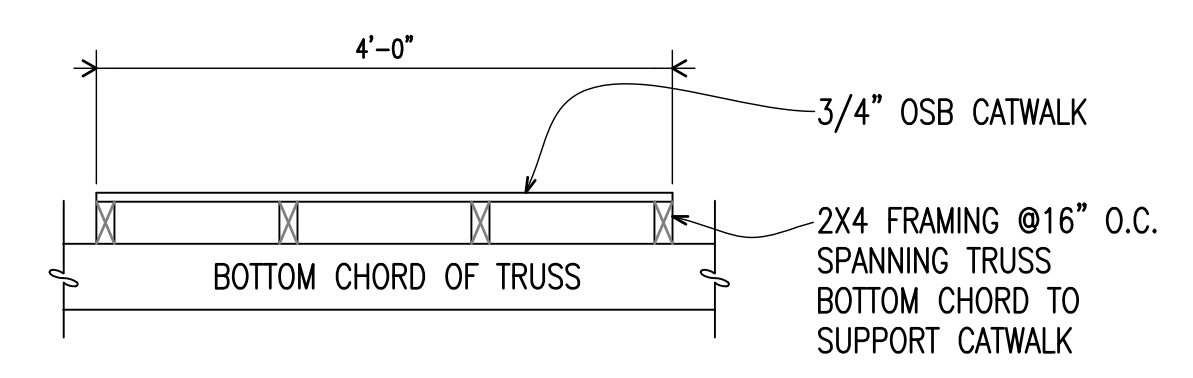 4'-0"
3/4" OSB CATWALK
2X4 FRAMING @16" O.C.
SPANNING TRUSS
BOTTOM CHORD TO
SUPPORT CATWALK
BOTTOM CHORD OF TRUSS